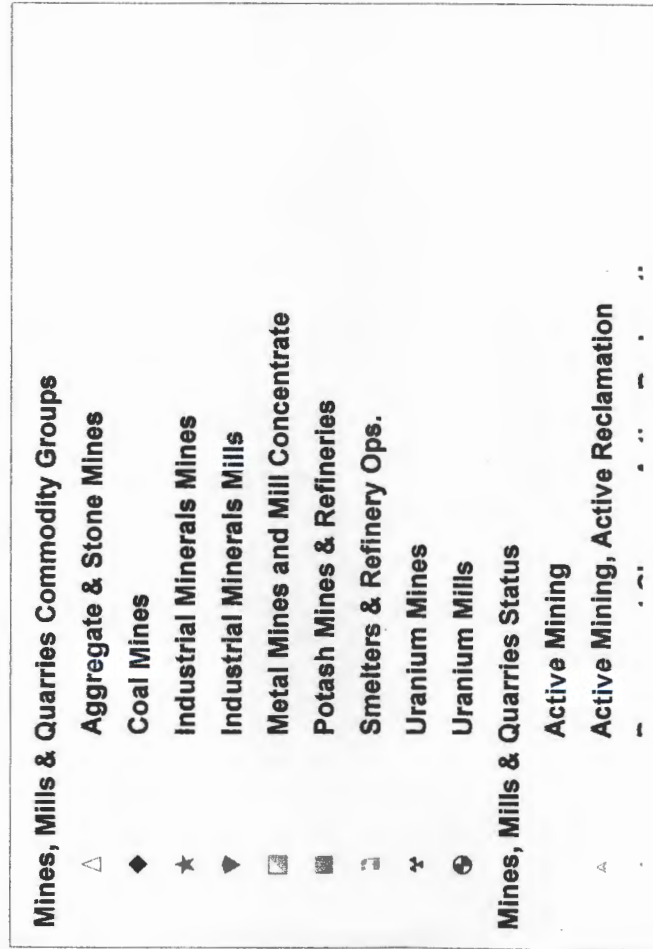 Mines, Mills & Quarries Commodity Groups
Aggregate & Stone Mines
Coal Mines
Industrial Minerals Mines
Industrial Minerals Mills
Metal Mines and Mill Concentrate
Potash Mines & Refineries
Smelters & Refinery Ops.
Uranium Mines
Uranium Mills
Mines, Mills & Quarries Status
Active Mining
Active Mining, Active Reclamation